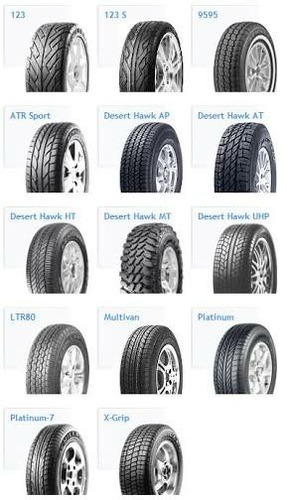 123
123 S
9595
ATR Sport
Desert Hawk AP
Desert Hawk AT
Desert Hawk HT
Desert Hawk MT
Desert Hawk UHP
LTR80
Multivan
Platinum
Platinum-7
X-Grip